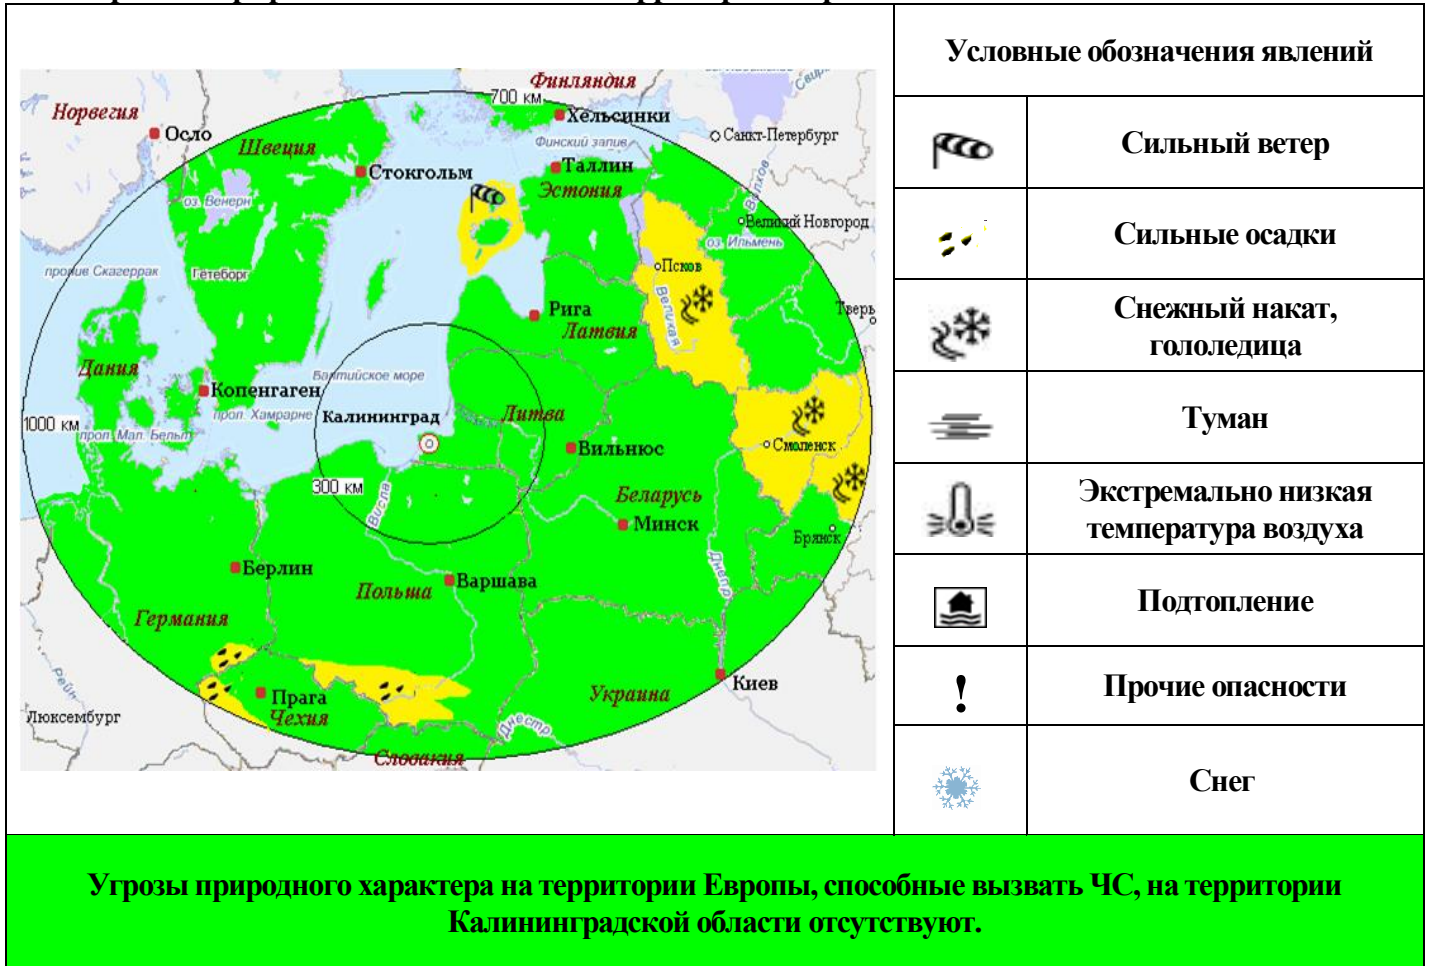 Условные обозначения явлений
Сильный ветер
Сильные осадки
Снежный накат,
гололедица
Туман
Экстремально низкая
температура воздуха
Подтопление
!
Прочие опасности
Снег
Финляндия
700 км
Норвегия
Хельсинки
Осло
Санкт-Петербург
Швеция
Финский залив
Стокгольм
Таллин
Эстония
Волхов
оз. Венерн
Великий Новгород
оз. Ильмень
пролив Скагеррак
Гетеборг
Псков
Великая
Рига
Тверь
Латвия
Дания
Балтийское море
Копенгаген
прол. Хамрарне
Калининград
Литва
1000 км
прол. Мал. Бельт
Смоленск
Вильнюс
300 км
Висла
Беларусь
Минск
Брянск
Днепр
Берлин
Варшава
Польша
Германия
Рейн
Прага
Украина
Киев
Люксембург
Чехия
Днестр
Словакия
Угрозы природного характера на территории Европы, способные вызвать ЧС, на территории
Калининградской области отсутствуют.